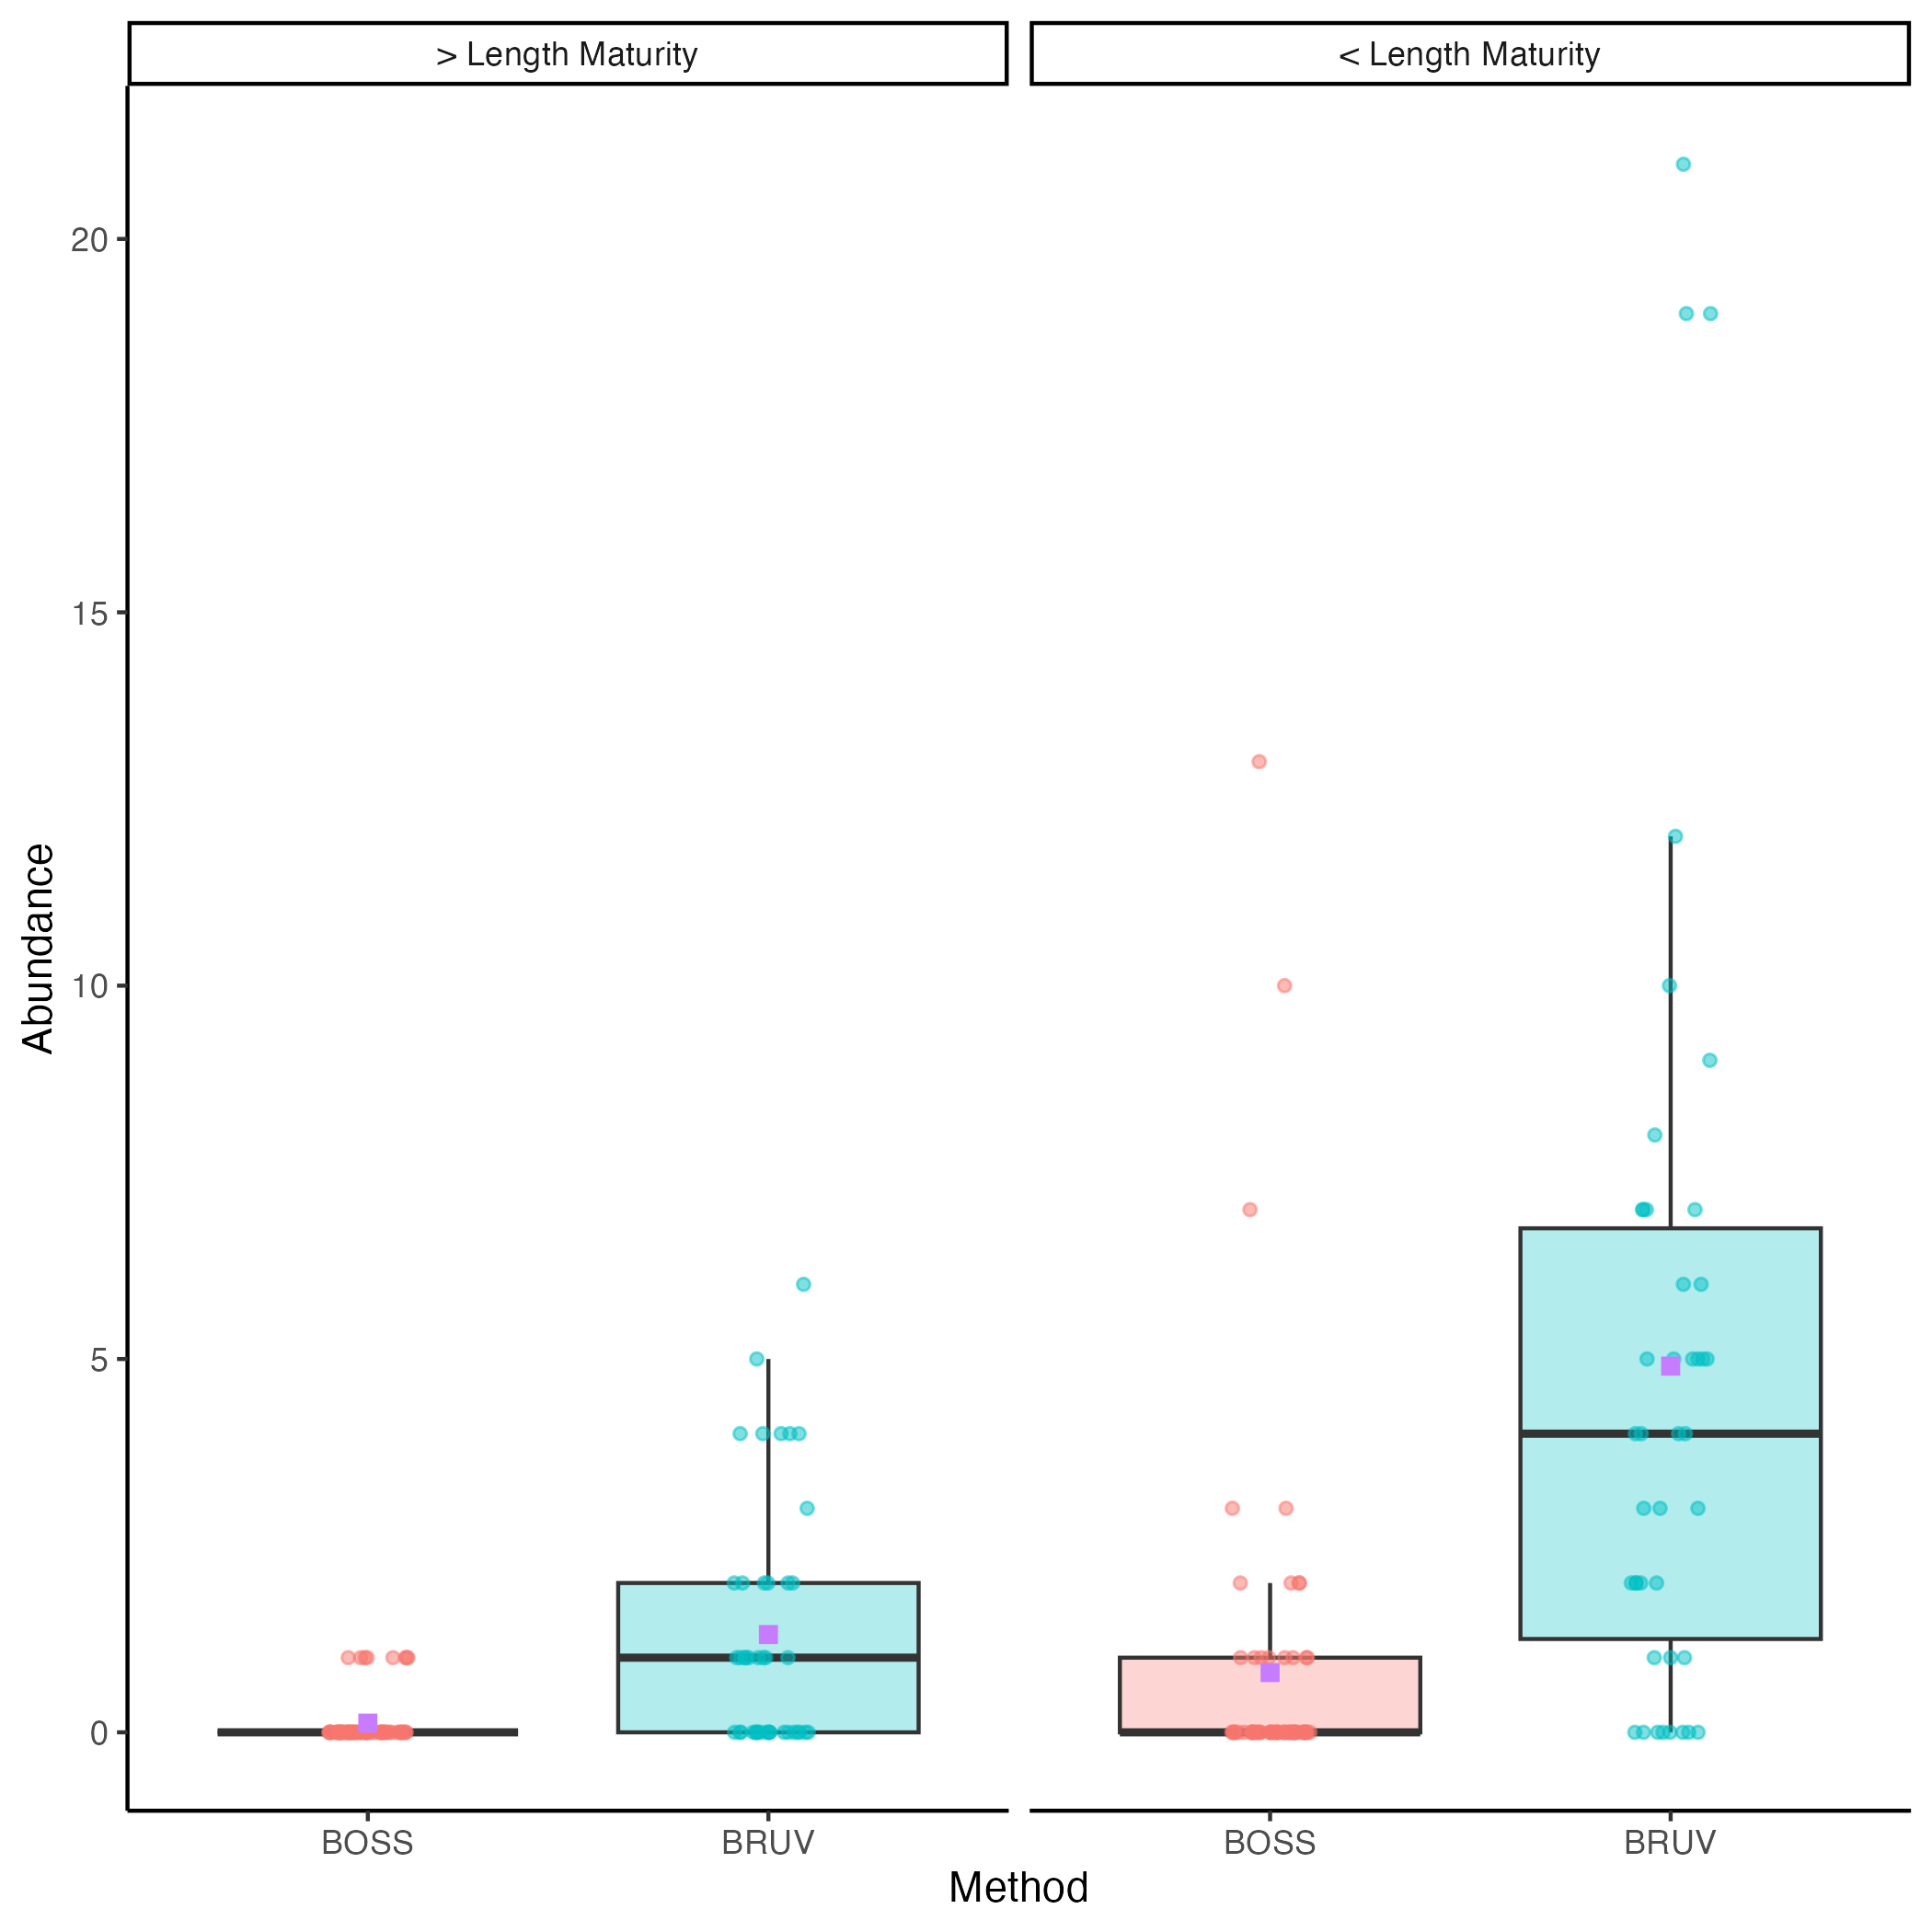 > Length Maturity
< Length Maturity
Abundance
20
15
10
5
0
BOSS
BRUV
BOSS
BRUV
Method